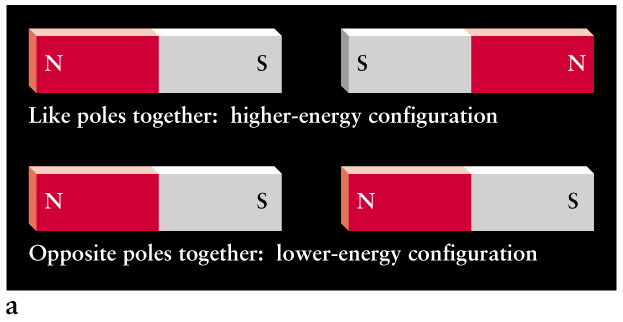 N S S N
Like poles together: higher-energy configuration
N S N S
Opposite poles together: lower-energy configuration
a